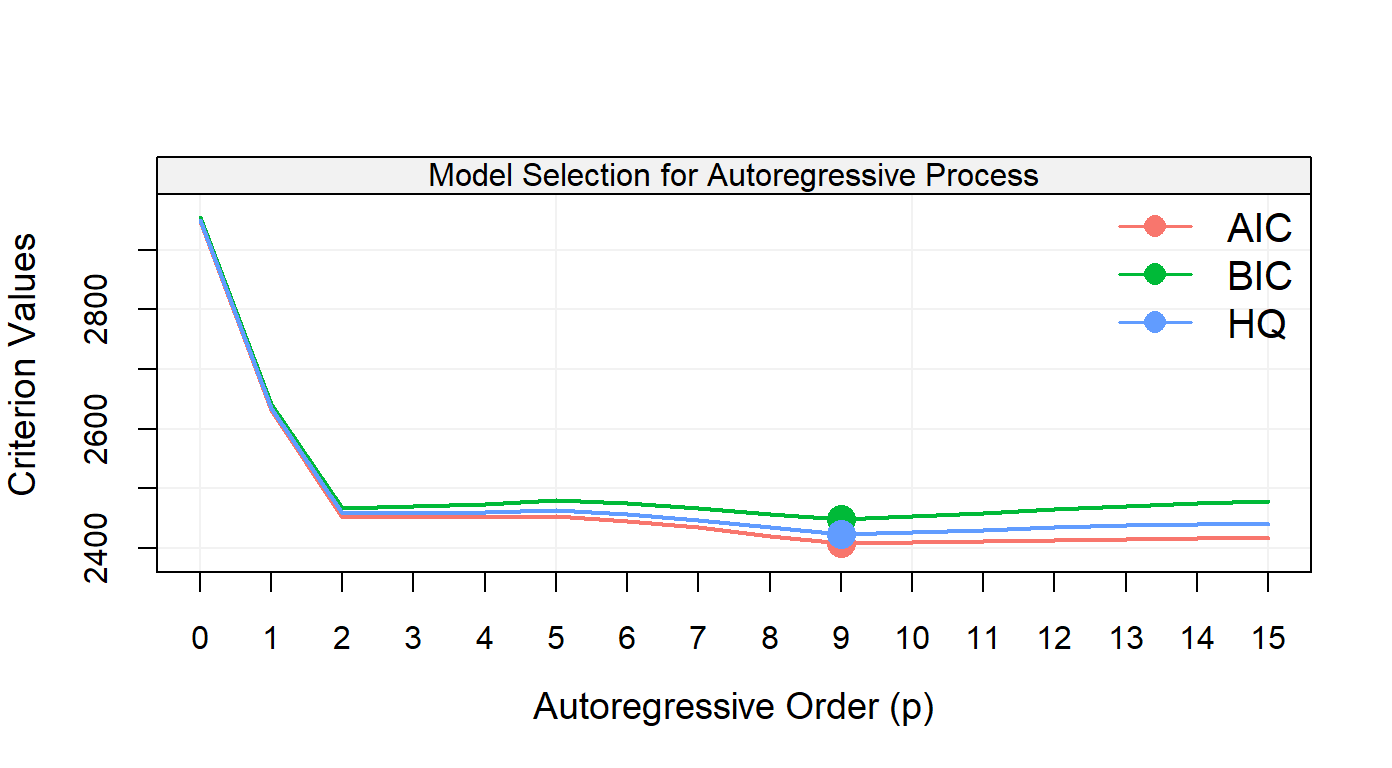 Model Selection for Autoregressive Process
AIC
BIC
HQ
Criterion Values
2800
2600
2400
0 1 2 3 4 5 6 7 8 9 10 11 12 13 14 15
Autoregressive Order (p)